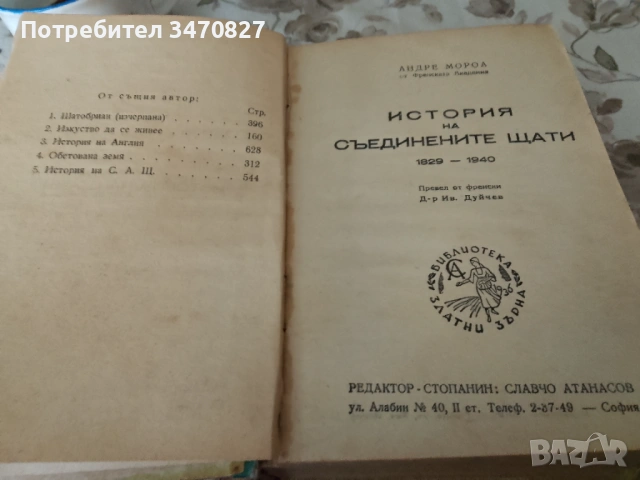 Потребител 3470827
От същия автор:
Стр.
1. Шатобриан (изчерпана) . . . . . . 396
2. Изкуство да се живее . . . . . . . 160
3. История на Англия . . . . . . . . 628
4. Обетована земя . . . . . . . . . 312
5. История на С. А. Щ. . . . . . . . 544
АНДРЕ МОРОА
от Френската Академия
ИСТОРИЯ
НА
СЪЕДИНЕНИТЕ ЩАТИ
1829 — 1940
Превел от френски
Д-р Ив. Дуйчев
БИБЛИОТЕКА
ЗЛАТНИ ЗЪРНА
РЕДАКТОР-СТОПАНИН: СЛАВЧО АТАНАСОВ
ул. Алабин № 40, II ет. Телеф. 2-37-49 — София
bazar